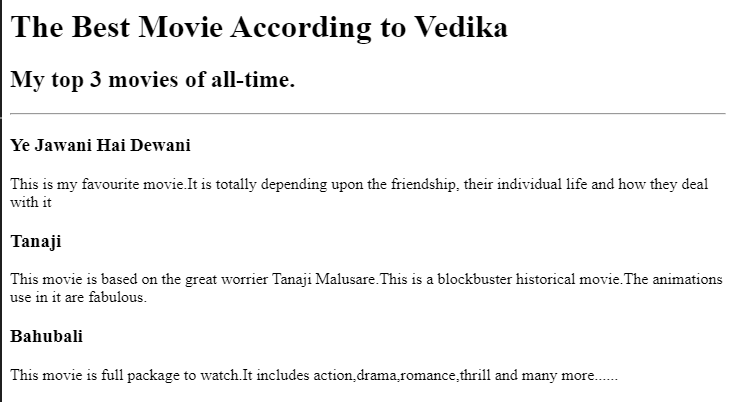 The Best Movie According to Vedika
My top 3 movies of all-time.
Ye Jawani Hai Dewani
This is my favourite movie.It is totally depending upon the friendship, their individual life and how they deal
with it
Tanaji
This movie is based on the great worrier Tanaji Malusare.This is a blockbuster historical movie.The animations
use in it are fabulous.
Bahubali
This movie is full package to watch.It includes action,drama,romance,thrill and many more......